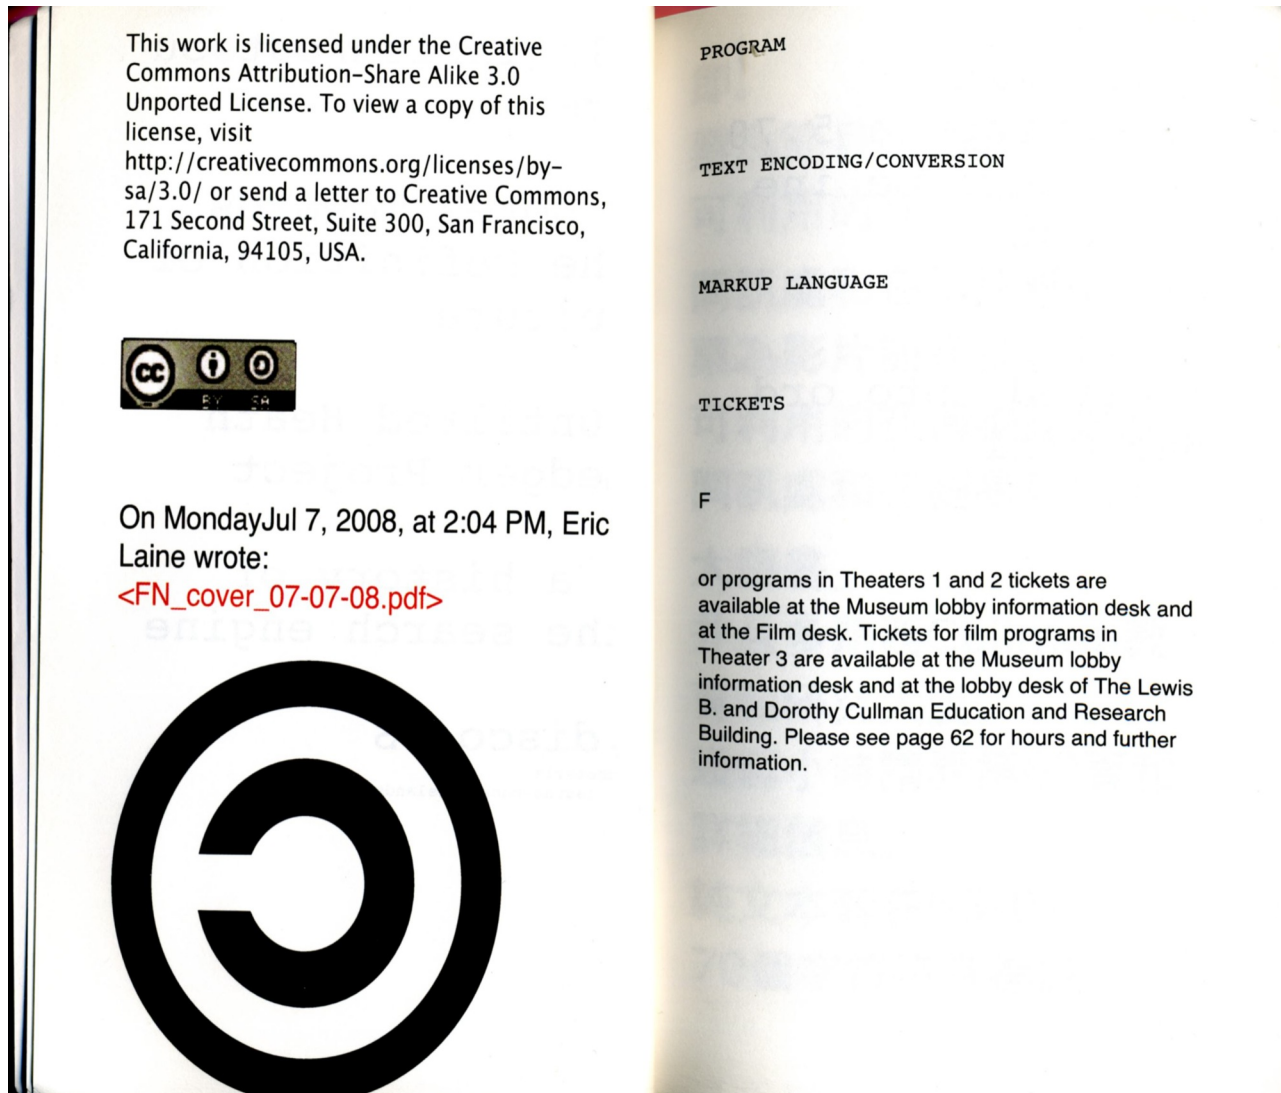 This work is licensed under the Creative
Commons Attribution–Share Alike 3.0
Unported License. To view a copy of this
license, visit
http://creativecommons.org/licenses/by–
sa/3.0/ or send a letter to Creative Commons,
171 Second Street, Suite 300, San Francisco,
California, 94105, USA.
cc
BY SA
On MondayJul 7, 2008, at 2:04 PM, Eric
Laine wrote:
<FN_cover_07-07-08.pdf>
PROGRAM
TEXT ENCODING/CONVERSION
MARKUP LANGUAGE
TICKETS
F
or programs in Theaters 1 and 2 tickets are
available at the Museum lobby information desk and
at the Film desk. Tickets for film programs in
Theater 3 are available at the Museum lobby
information desk and at the lobby desk of The Lewis
B. and Dorothy Cullman Education and Research
Building. Please see page 62 for hours and further
information.